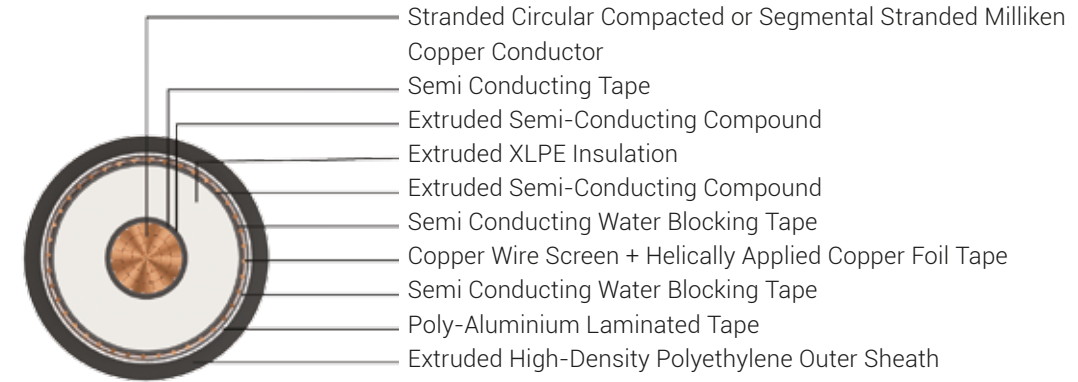 Stranded Circular Compacted or Segmental Stranded Milliken
Copper Conductor
Semi Conducting Tape
Extruded Semi-Conducting Compound
Extruded XLPE Insulation
Extruded Semi-Conducting Compound
Semi Conducting Water Blocking Tape
Copper Wire Screen + Helically Applied Copper Foil Tape
Semi Conducting Water Blocking Tape
Poly-Aluminium Laminated Tape
Extruded High-Density Polyethylene Outer Sheath